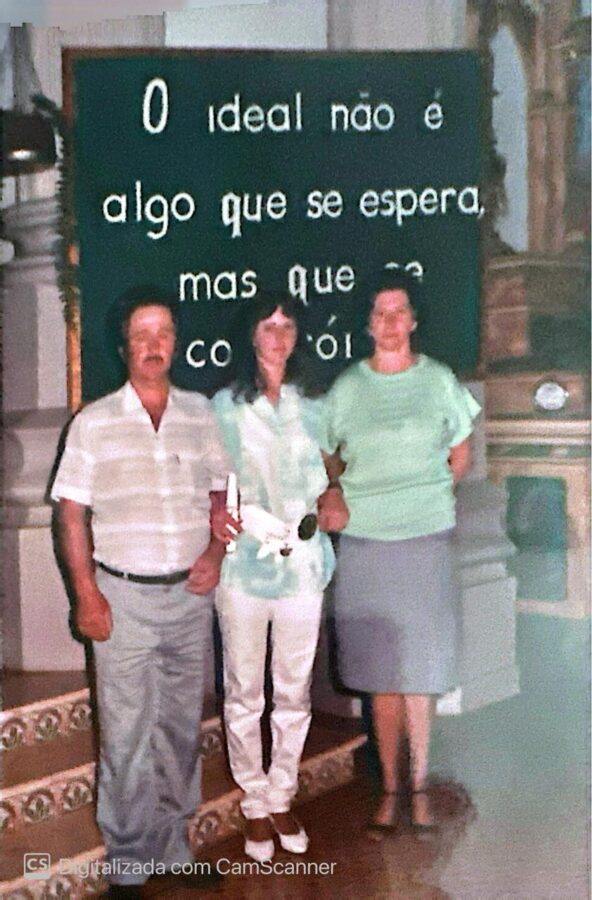 O ideal não é
algo que se espera,
mas que
CS Digitalizada com CamScanner